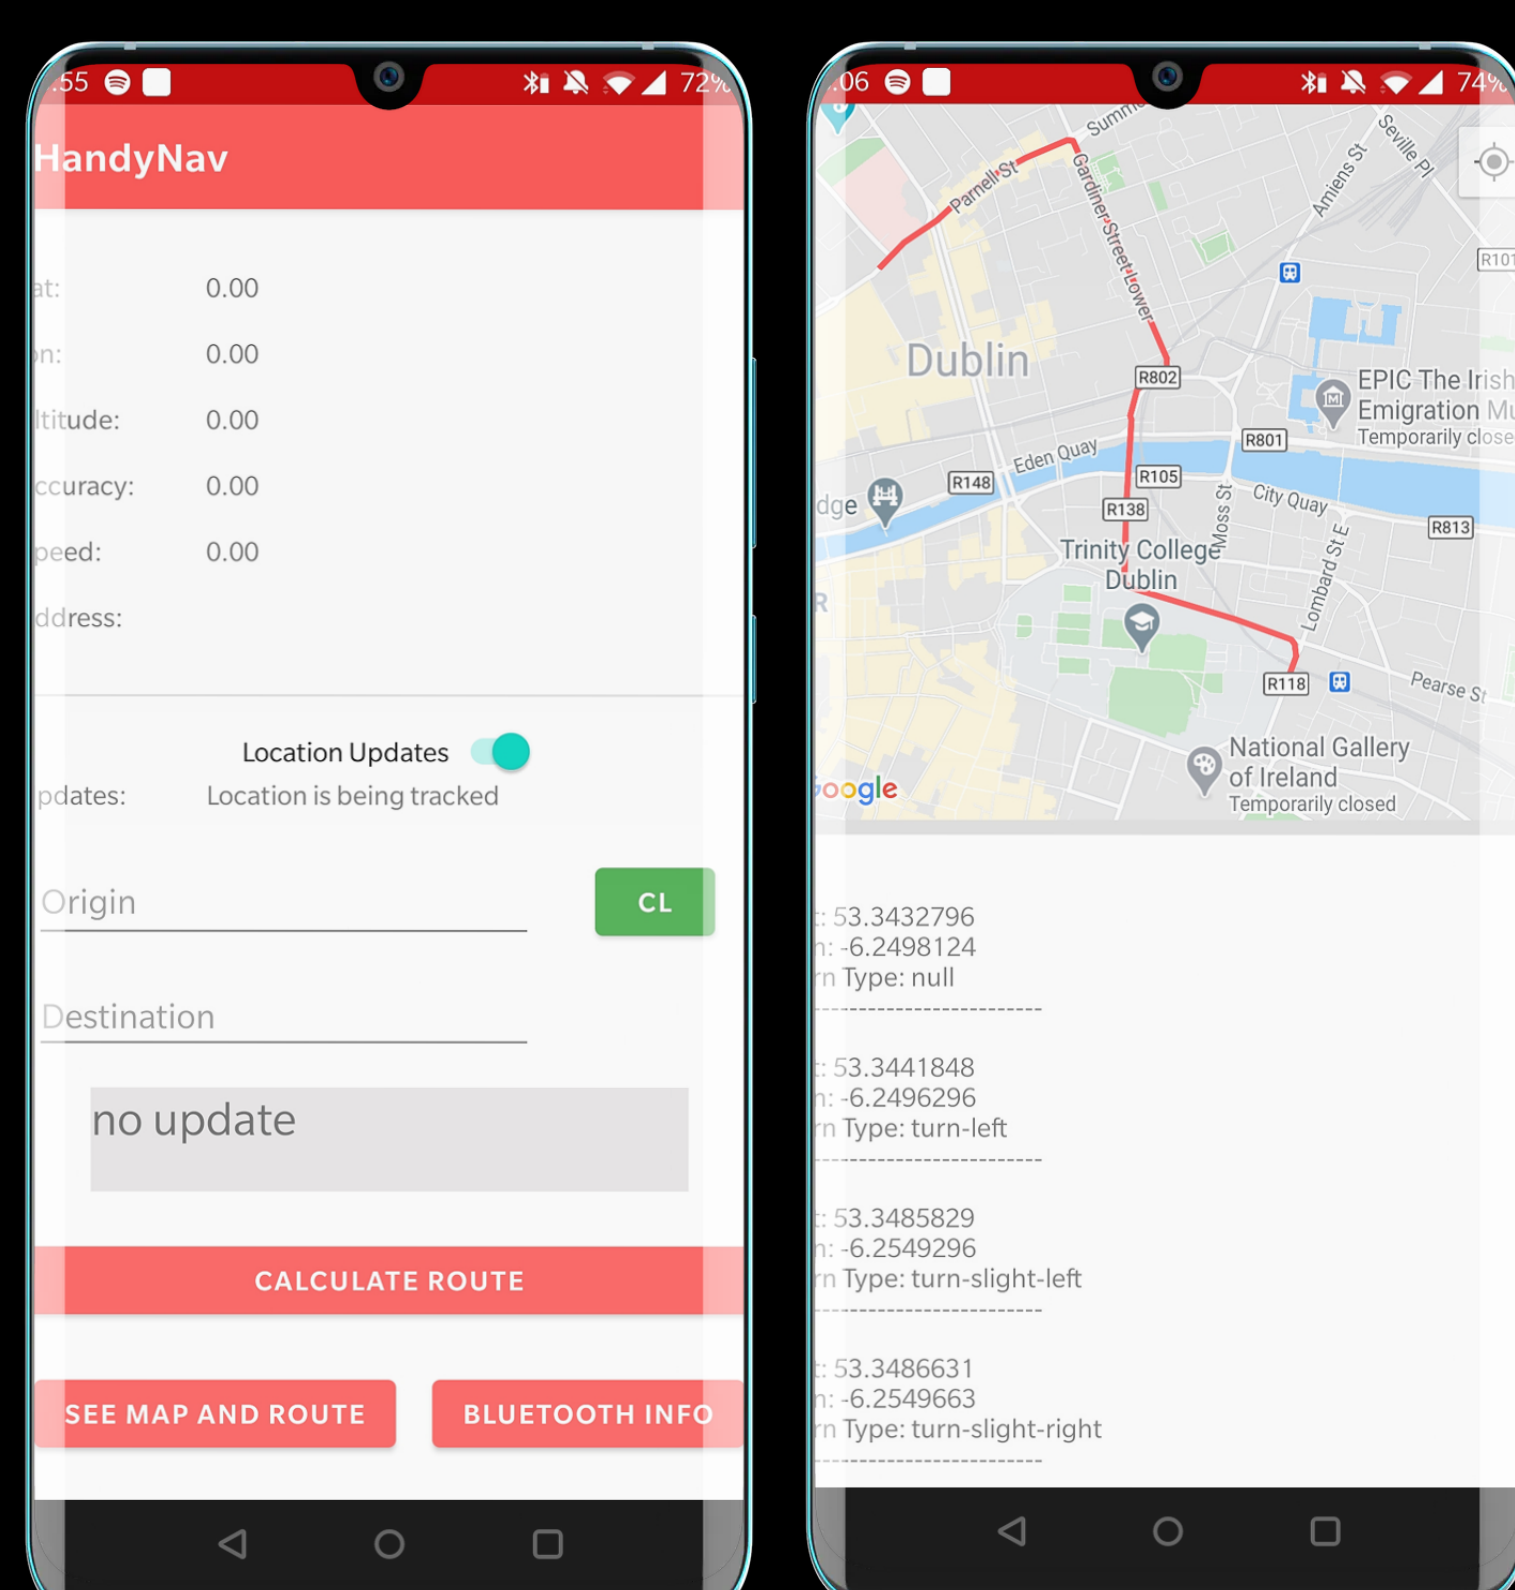 :55
72%
HandyNav
at: 0.00
on: 0.00
ltitude: 0.00
ccuracy: 0.00
peed: 0.00
ddress:
Location Updates
pdates: Location is being tracked
Origin
CL
Destination
no update
CALCULATE ROUTE
SEE MAP AND ROUTE
BLUETOOTH INFO
:06
74%
Summe
Seville Pl
Parnell St
Amiens St
Gardiner Street Lower
R101
Dublin
R802
EPIC The Irish
Emigration Mu
Temporarily close
R801
Eden Quay
R148
R105
City Quay
dge
R138
Moss St
R813
Trinity College
Dublin
Lombard St E
R
R118
Pearse St
National Gallery
of Ireland
Temporarily closed
Google
t: 53.3432796
n: -6.2498124
rn Type: null
------------------------
t: 53.3441848
n: -6.2496296
rn Type: turn-left
------------------------
t: 53.3485829
n: -6.2549296
rn Type: turn-slight-left
------------------------
t: 53.3486631
n: -6.2549663
rn Type: turn-slight-right
------------------------